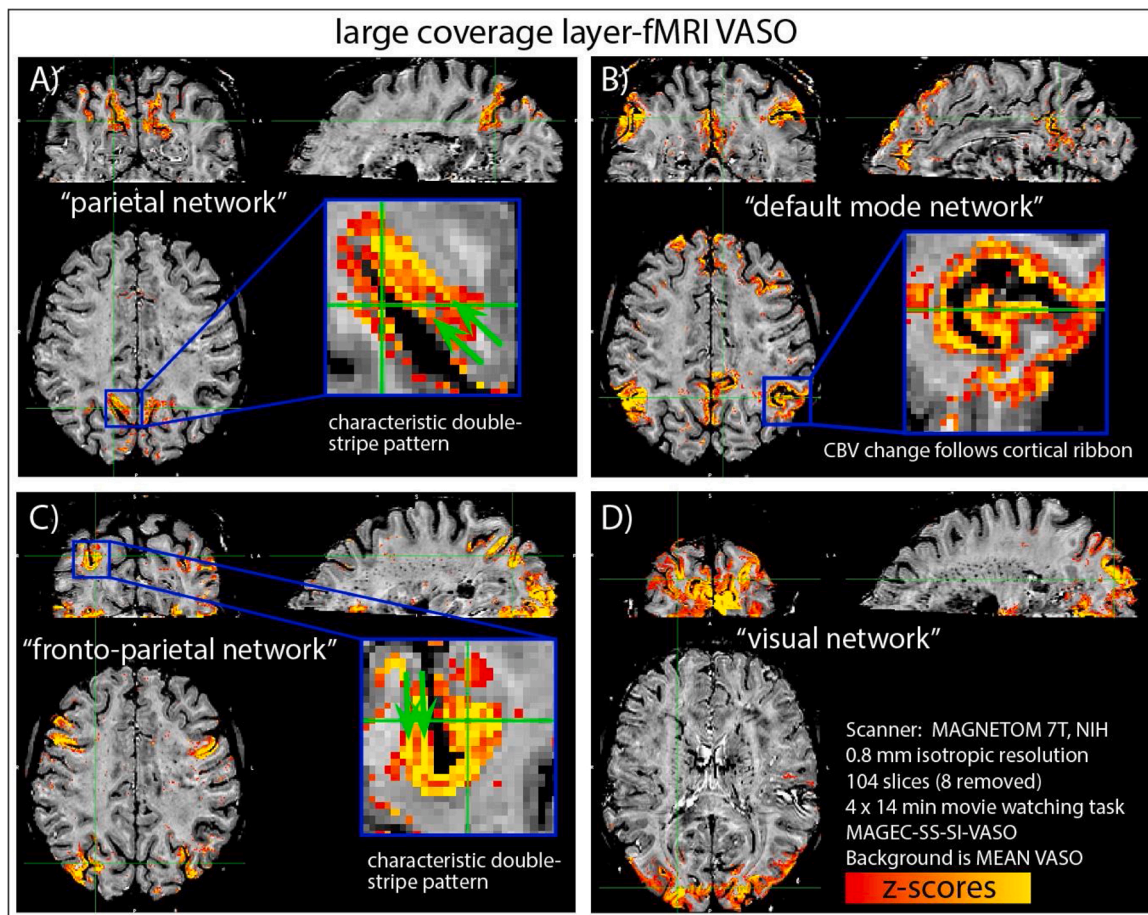 large coverage layer-fMRI VASO
A)
"parietal network"
characteristic double-
stripe pattern
B)
"default mode network"
CBV change follows cortical ribbon
C)
"fronto-parietal network"
characteristic double-
stripe pattern
D)
"visual network"
Scanner: MAGNETOM 7T, NIH
0.8 mm isotropic resolution
104 slices (8 removed)
4 x 14 min movie watching task
MAGEC-SS-SI-VASO
Background is MEAN VASO
z-scores